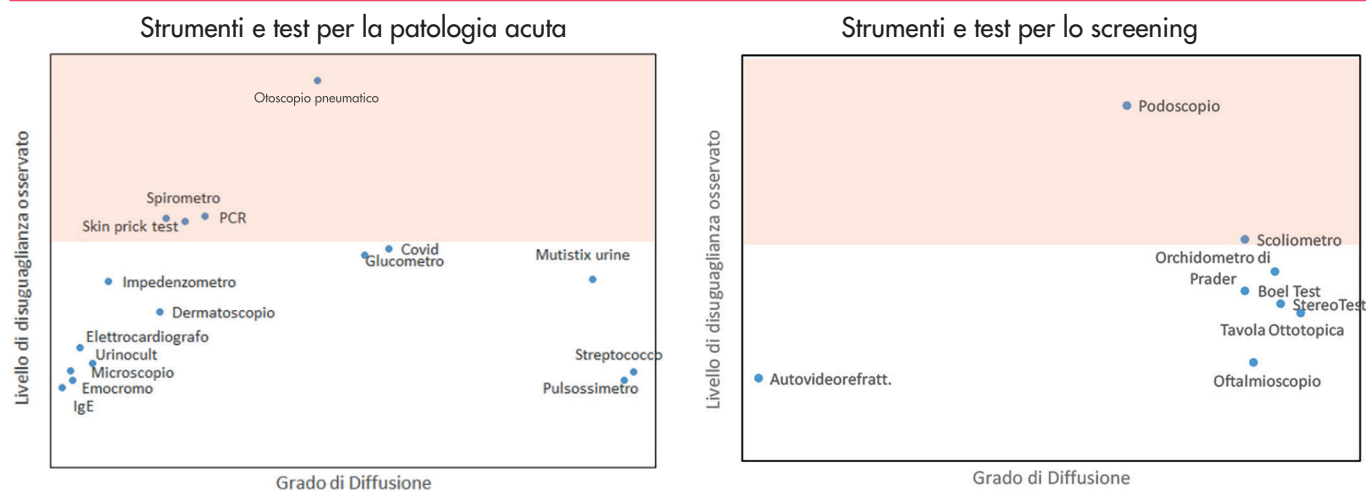 Strumenti e test per la patologia acuta
Livello di disuguaglianza osservato
Otoscopio pneumatico
Spirometro
PCR
Skin prick test
Covid
Glucometro
Mutistix urine
Impedenzometro
Dermatoscopio
Elettrocardiografo
Urinocult
Microscopio
Emocromo
IgE
Streptococco
Pulsossimetro
Grado di Diffusione
Strumenti e test per lo screening
Livello di disuguaglianza osservato
Podoscopio
Scoliometro
Orchidometro di
Prader
Boel Test
StereoTest
Tavola Ottotopica
Autovideorefratt.
Oftalmioscopio
Grado di Diffusione